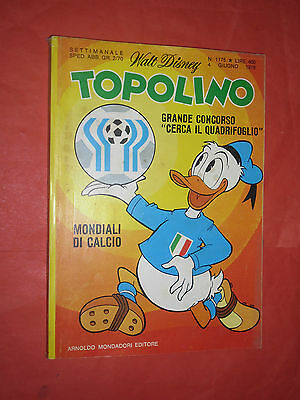 SETTIMANALE
SPED ABB. GR. 2/70
Walt Disney
N. 1175 ★ LIRE 400
4 GIUGNO 1978
TOPOLINO
GRANDE CONCORSO
"CERCA IL QUADRIFOGLIO"
MONDIALI
DI CALCIO
ARNOLDO MONDADORI EDITORE